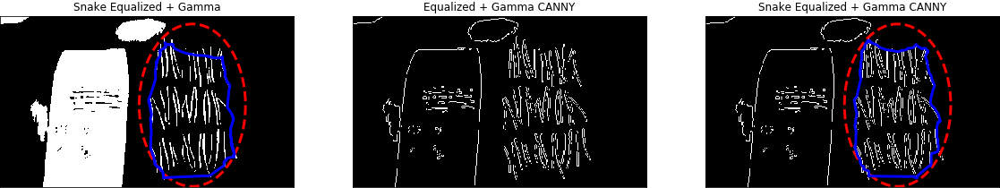 Snake Equalized + Gamma
Equalized + Gamma CANNY
Snake Equalized + Gamma CANNY